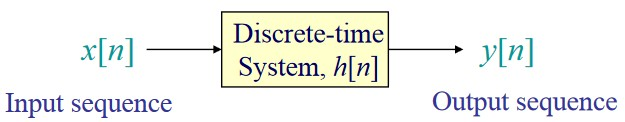 x[n]
Discrete-time
System, h[n]
y[n]
Input sequence
Output sequence